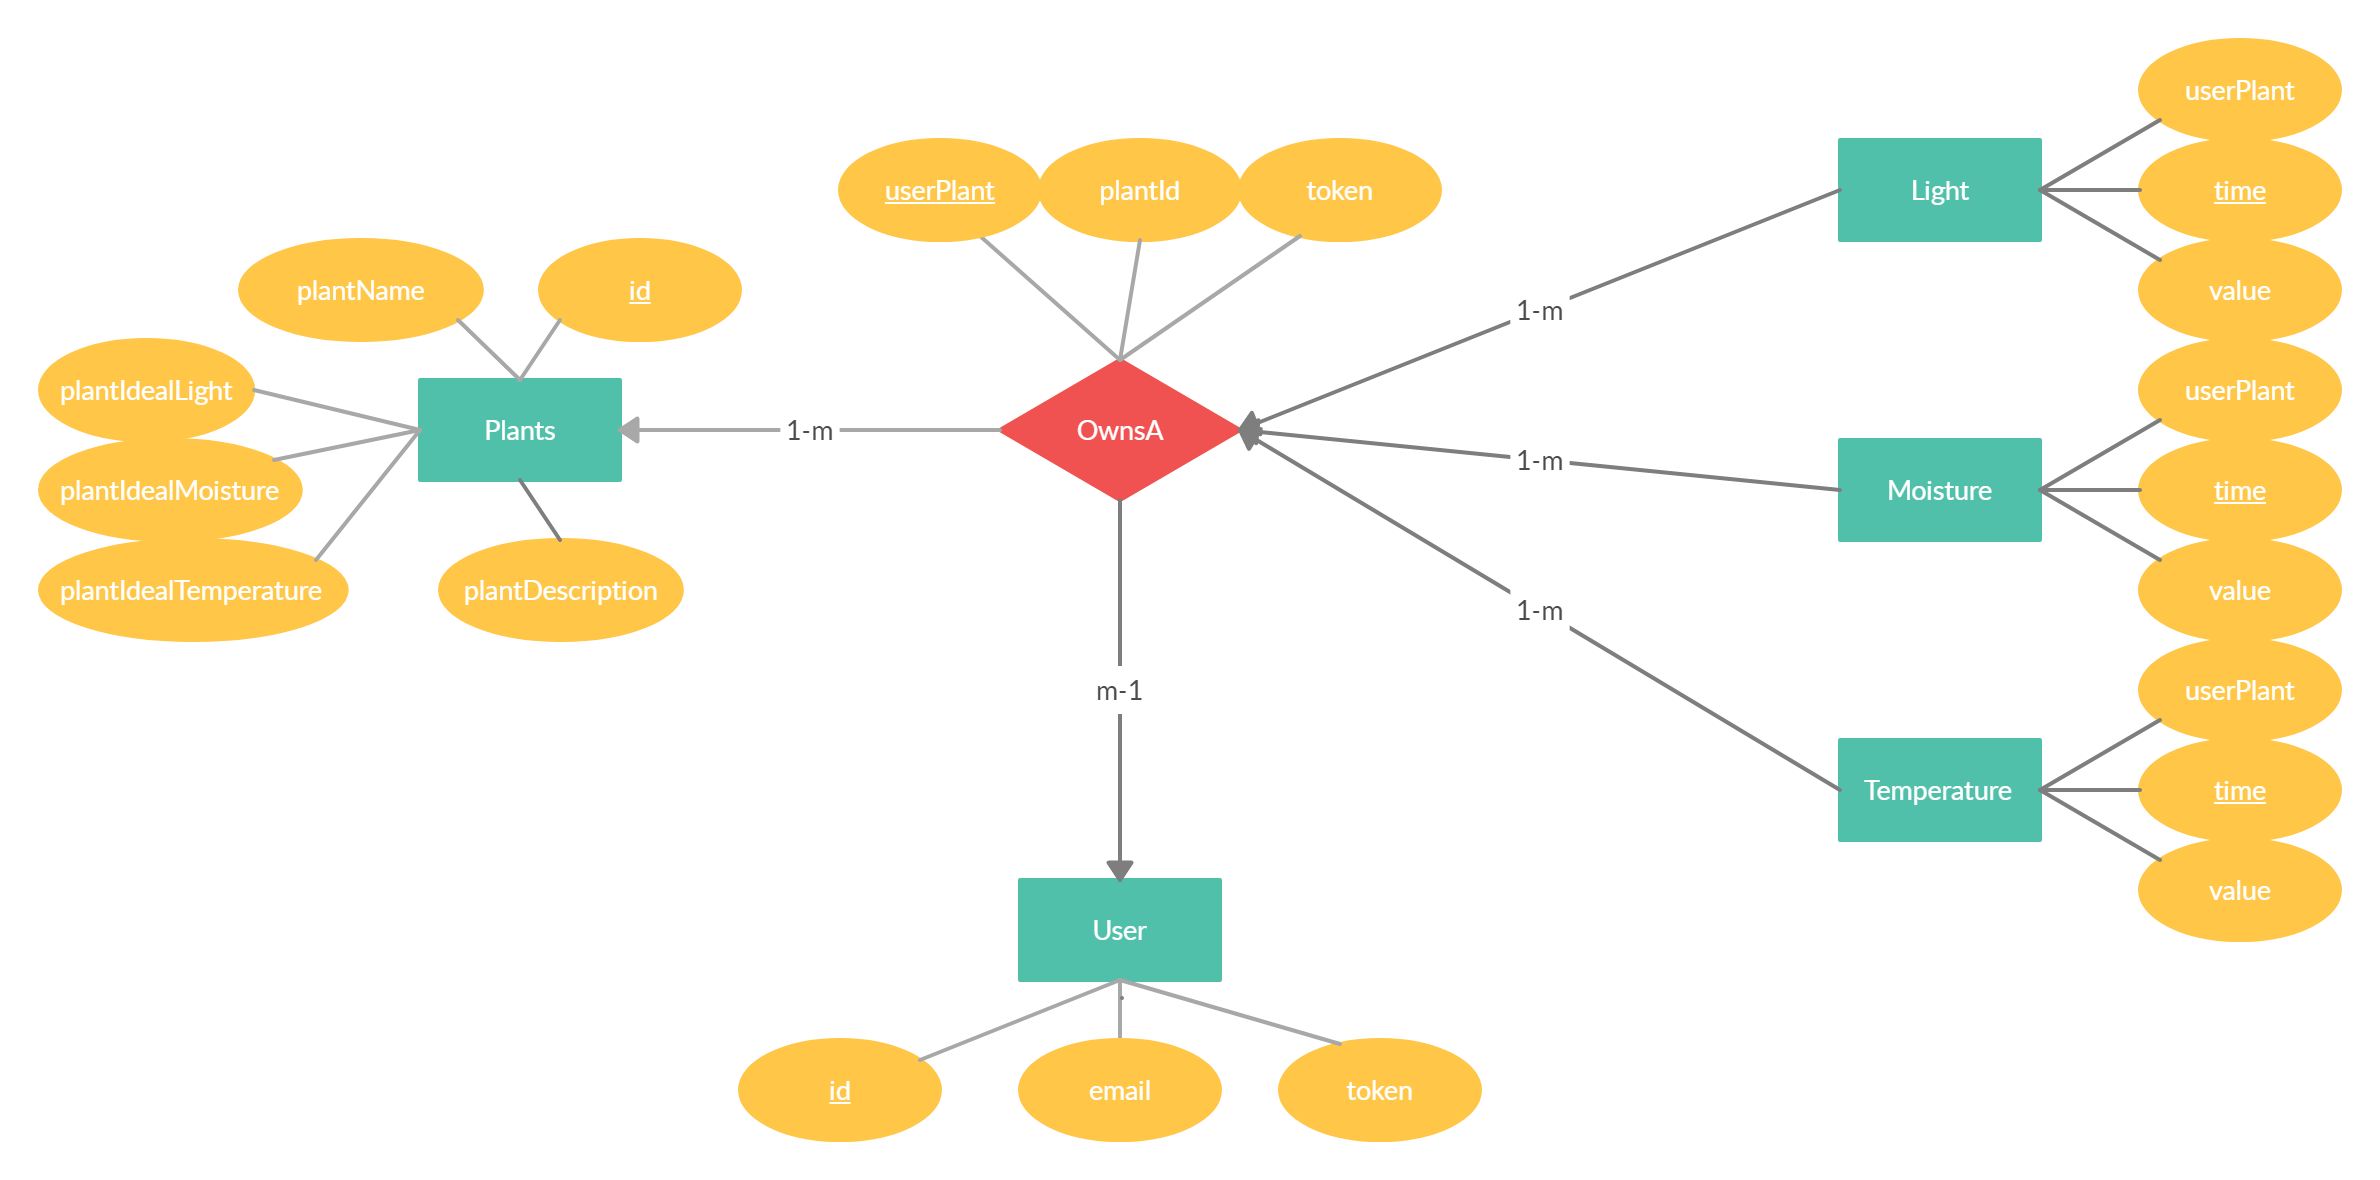 plantName
id
plantIdealLight
plantIdealMoisture
plantIdealTemperature
Plants
plantDescription
1-m
userPlant
plantId
token
OwnsA
m-1
User
id
email
token
1-m
1-m
1-m
Light
userPlant
time
value
Moisture
userPlant
time
value
Temperature
userPlant
time
value